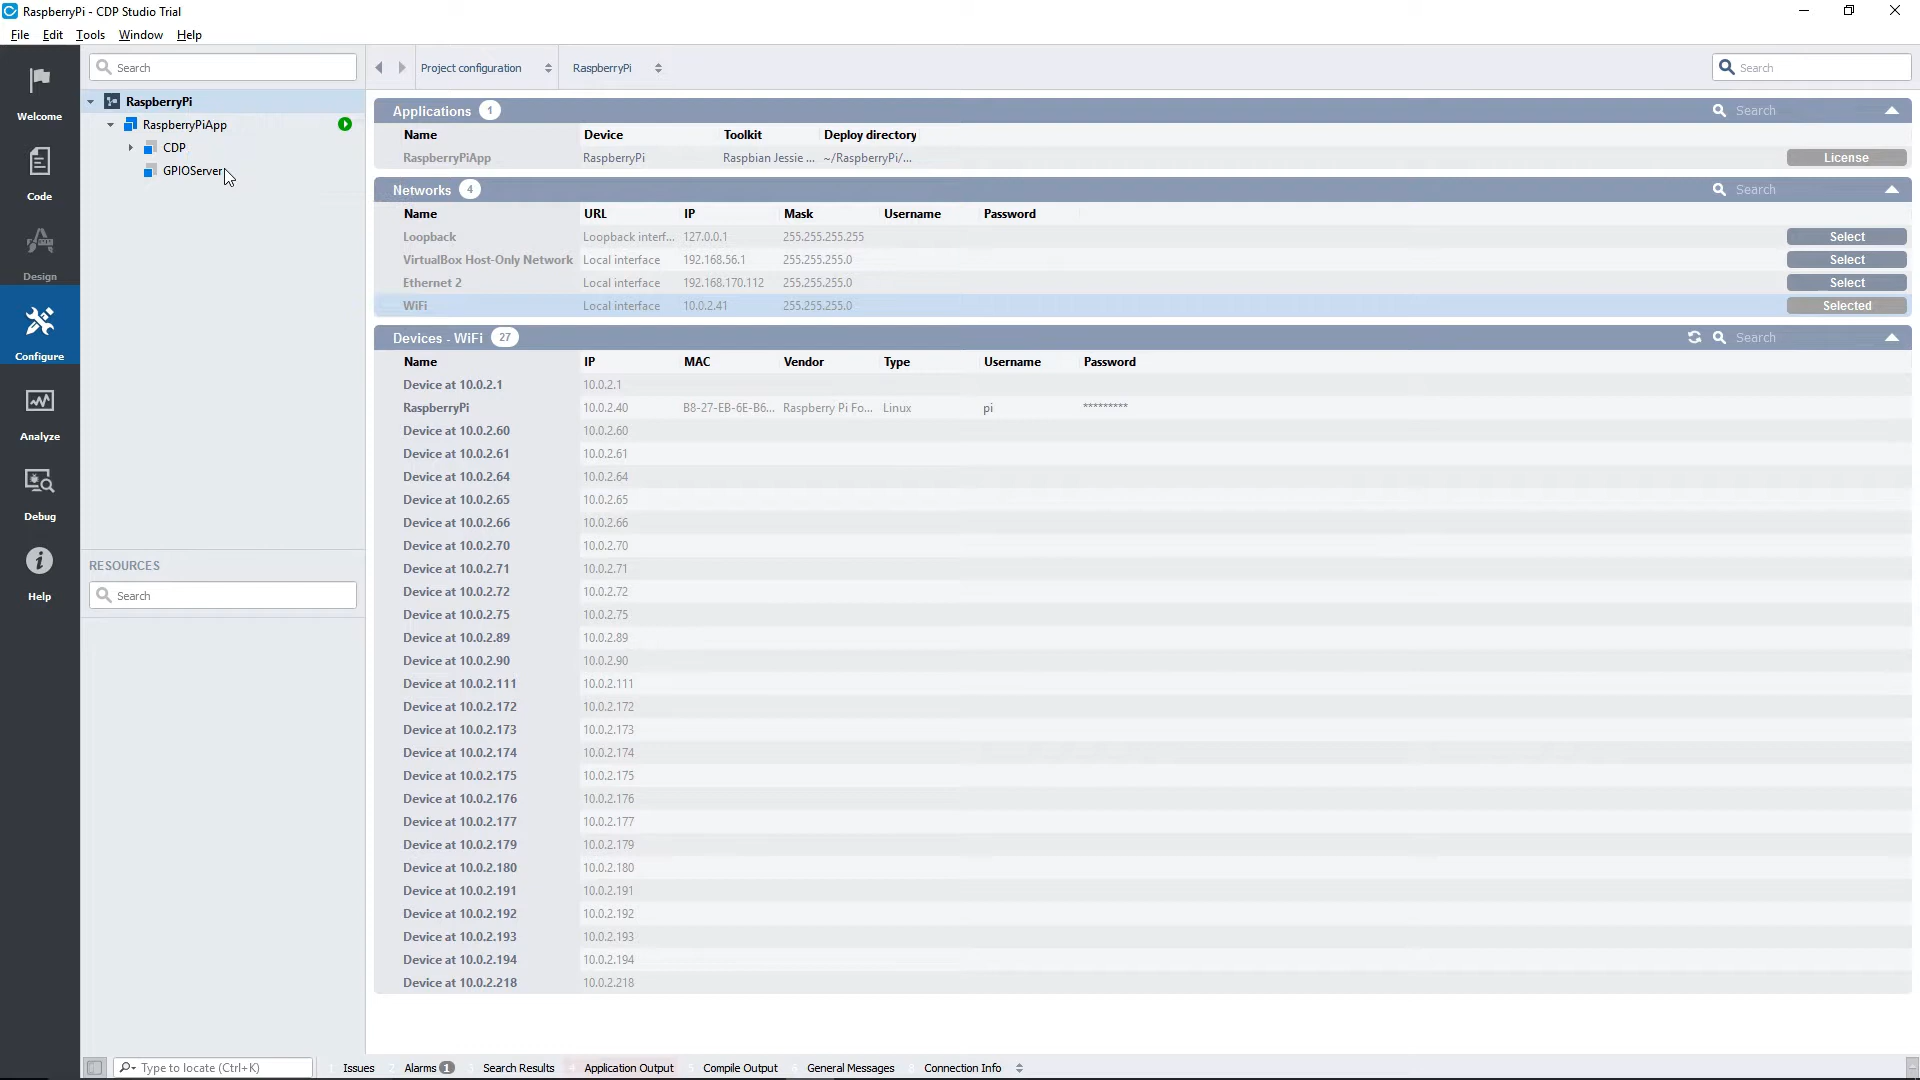 RaspberryPi - CDP Studio Trial
File Edit Tools Window Help
Search
Project configuration RaspberryPi
Search
Welcome
Code
Design
Configure
Analyze
Debug
Help
RaspberryPi
RaspberryPiApp
CDP
GPIOServer
RESOURCES
Search
Applications 1 Search
Name Device Toolkit Deploy directory
RaspberryPiApp RaspberryPi Raspbian Jessie ... ~/RaspberryPi/... License
Networks 4 Search
Name URL IP Mask Username Password
Loopback Loopback interf... 127.0.0.1 255.255.255.255 Select
VirtualBox Host-Only Network Local interface 192.168.56.1 255.255.255.0 Select
Ethernet 2 Local interface 192.168.170.112 255.255.255.0 Select
WiFi Local interface 10.0.2.41 255.255.255.0 Selected
Devices - WiFi 27 Search
Name IP MAC Vendor Type Username Password
Device at 10.0.2.1 10.0.2.1
RaspberryPi 10.0.2.40 B8-27-EB-6E-B6... Raspberry Pi Fo... Linux pi *********
Device at 10.0.2.60 10.0.2.60
Device at 10.0.2.61 10.0.2.61
Device at 10.0.2.64 10.0.2.64
Device at 10.0.2.65 10.0.2.65
Device at 10.0.2.66 10.0.2.66
Device at 10.0.2.70 10.0.2.70
Device at 10.0.2.71 10.0.2.71
Device at 10.0.2.72 10.0.2.72
Device at 10.0.2.75 10.0.2.75
Device at 10.0.2.89 10.0.2.89
Device at 10.0.2.90 10.0.2.90
Device at 10.0.2.111 10.0.2.111
Device at 10.0.2.172 10.0.2.172
Device at 10.0.2.173 10.0.2.173
Device at 10.0.2.174 10.0.2.174
Device at 10.0.2.175 10.0.2.175
Device at 10.0.2.176 10.0.2.176
Device at 10.0.2.177 10.0.2.177
Device at 10.0.2.179 10.0.2.179
Device at 10.0.2.180 10.0.2.180
Device at 10.0.2.191 10.0.2.191
Device at 10.0.2.192 10.0.2.192
Device at 10.0.2.193 10.0.2.193
Device at 10.0.2.194 10.0.2.194
Device at 10.0.2.218 10.0.2.218
Type to locate (Ctrl+K) Issues Alarms 1 Search Results Application Output Compile Output General Messages Connection Info